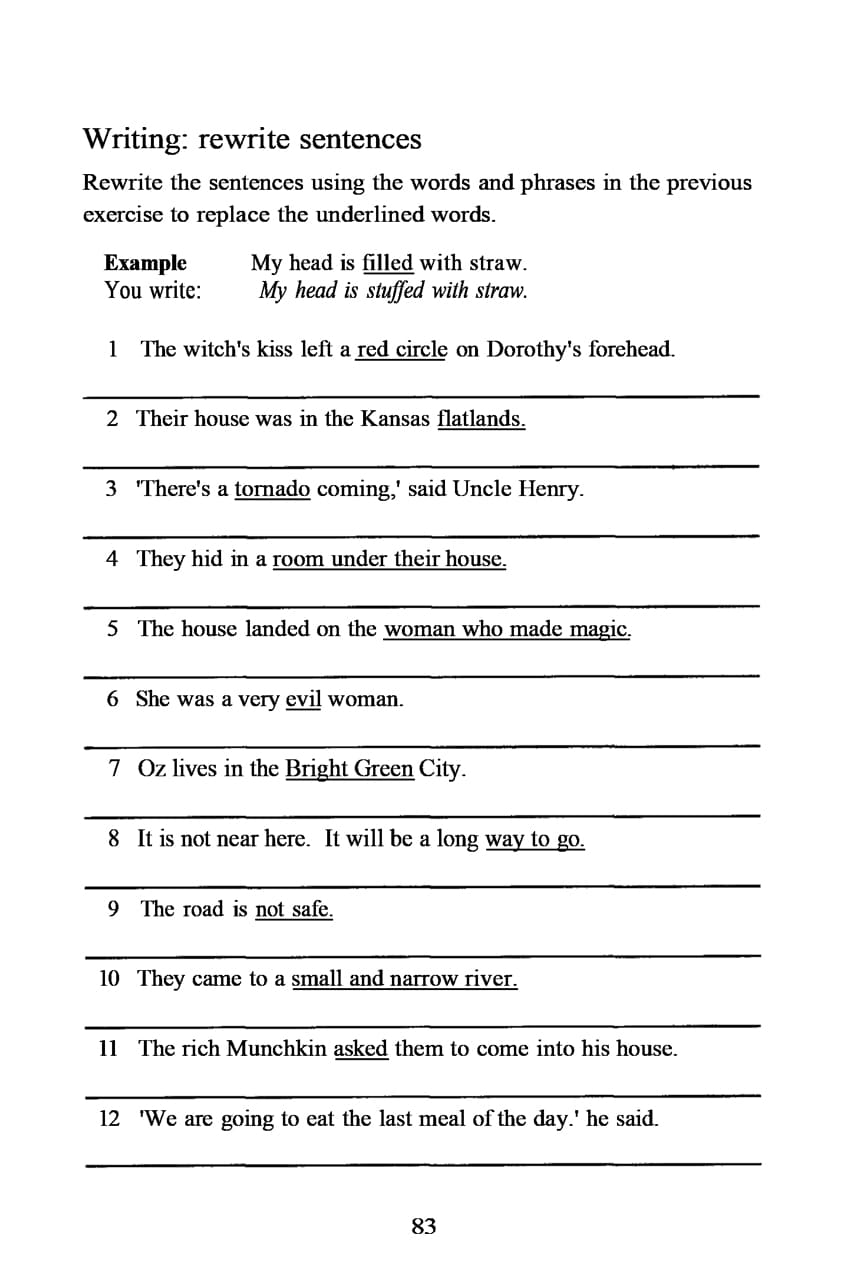 Writing: rewrite sentences
Rewrite the sentences using the words and phrases in the previous
exercise to replace the underlined words.
Example My head is filled with straw.
You write: My head is stuffed with straw.
1 The witch's kiss left a red circle on Dorothy's forehead.
2 Their house was in the Kansas flatlands.
3 'There's a tornado coming,' said Uncle Henry.
4 They hid in a room under their house.
5 The house landed on the woman who made magic.
6 She was a very evil woman.
7 Oz lives in the Bright Green City.
8 It is not near here. It will be a long way to go.
9 The road is not safe.
10 They came to a small and narrow river.
11 The rich Munchkin asked them to come into his house.
12 'We are going to eat the last meal of the day.' he said.
83